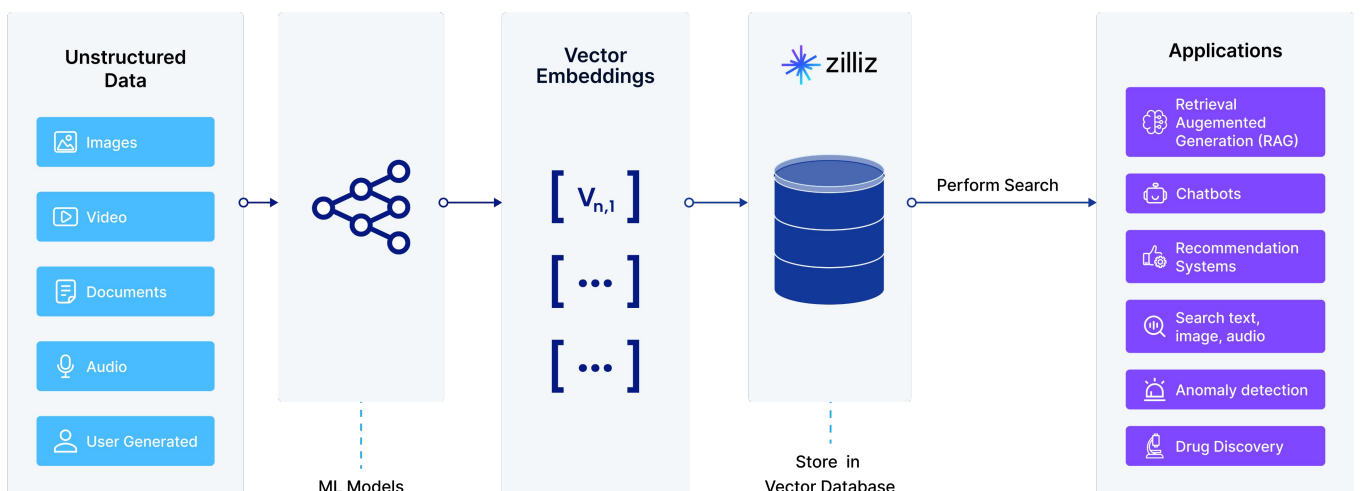 Unstructured
Data
Images
Video
Documents
Audio
User Generated
ML Models
Vector
Embeddings
[ Vn,1 ]
[ ••• ]
[ ••• ]
zilliz
Store in
Vector Database
Perform Search
Applications
Retrieval
Augemented
Generation (RAG)
Chatbots
Recommendation
Systems
Search text,
image, audio
Anomaly detection
Drug Discovery